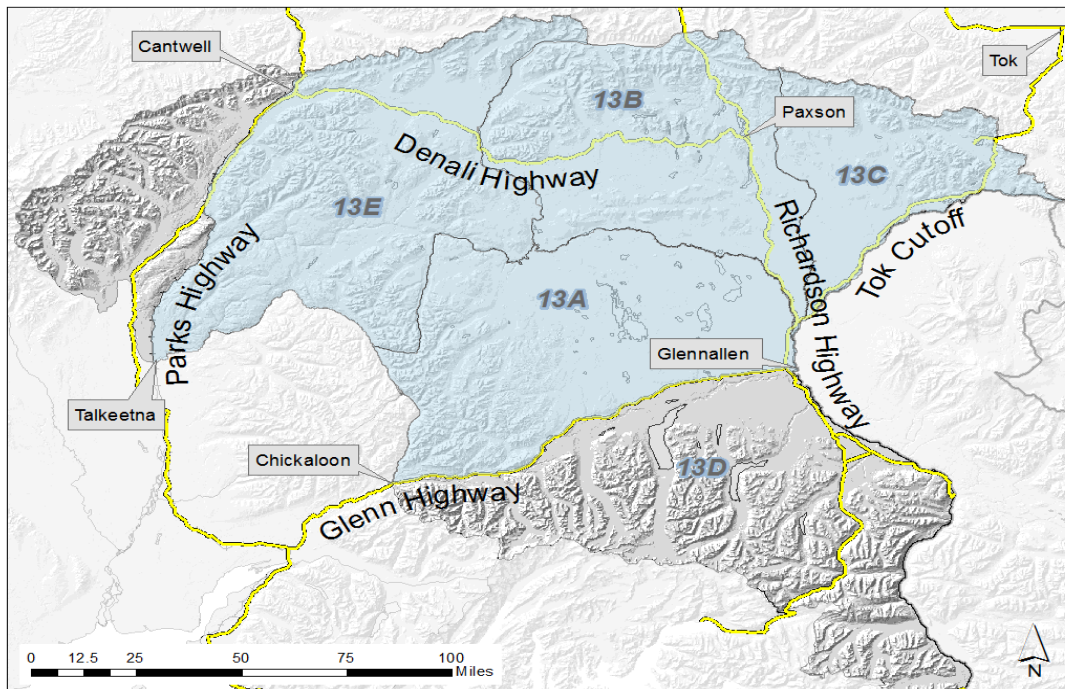 Cantwell
Tok
13B
Paxson
Denali Highway
13C
13E
Richardson Highway
Tok Cutoff
Parks Highway
13A
Glennallen
Talkeetna
Chickaloon
13D
Glenn Highway
0 12.5 25 50 75 100
Miles
N